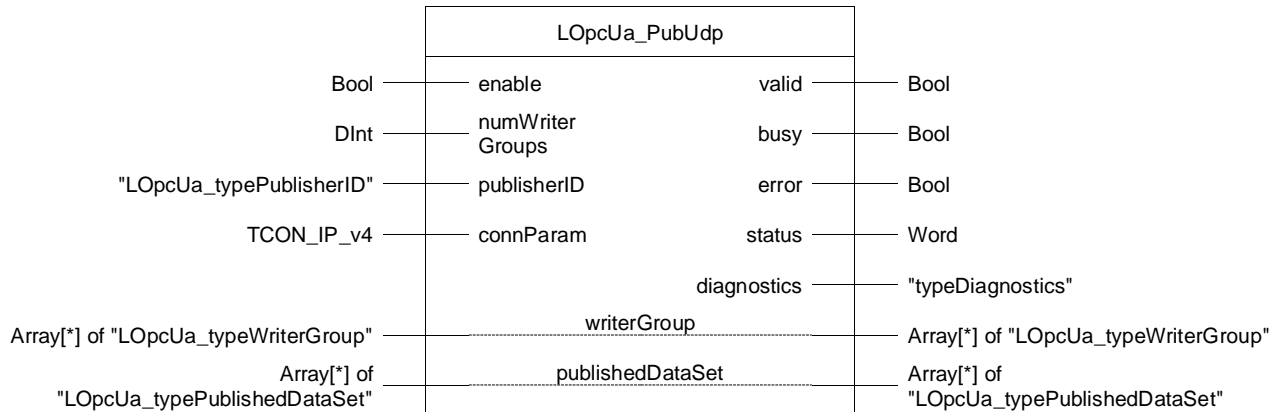 LOpcUa_PubUdp
Bool enable valid Bool
DInt numWriter
Groups busy Bool
"LOpcUa_typePublisherID" publisherID error Bool
TCON_IP_v4 connParam status Word
diagnostics "typeDiagnostics"
Array[*] of "LOpcUa_typeWriterGroup" writerGroup Array[*] of "LOpcUa_typeWriterGroup"
Array[*] of publishedDataSet Array[*] of
"LOpcUa_typePublishedDataSet" "LOpcUa_typePublishedDataSet"